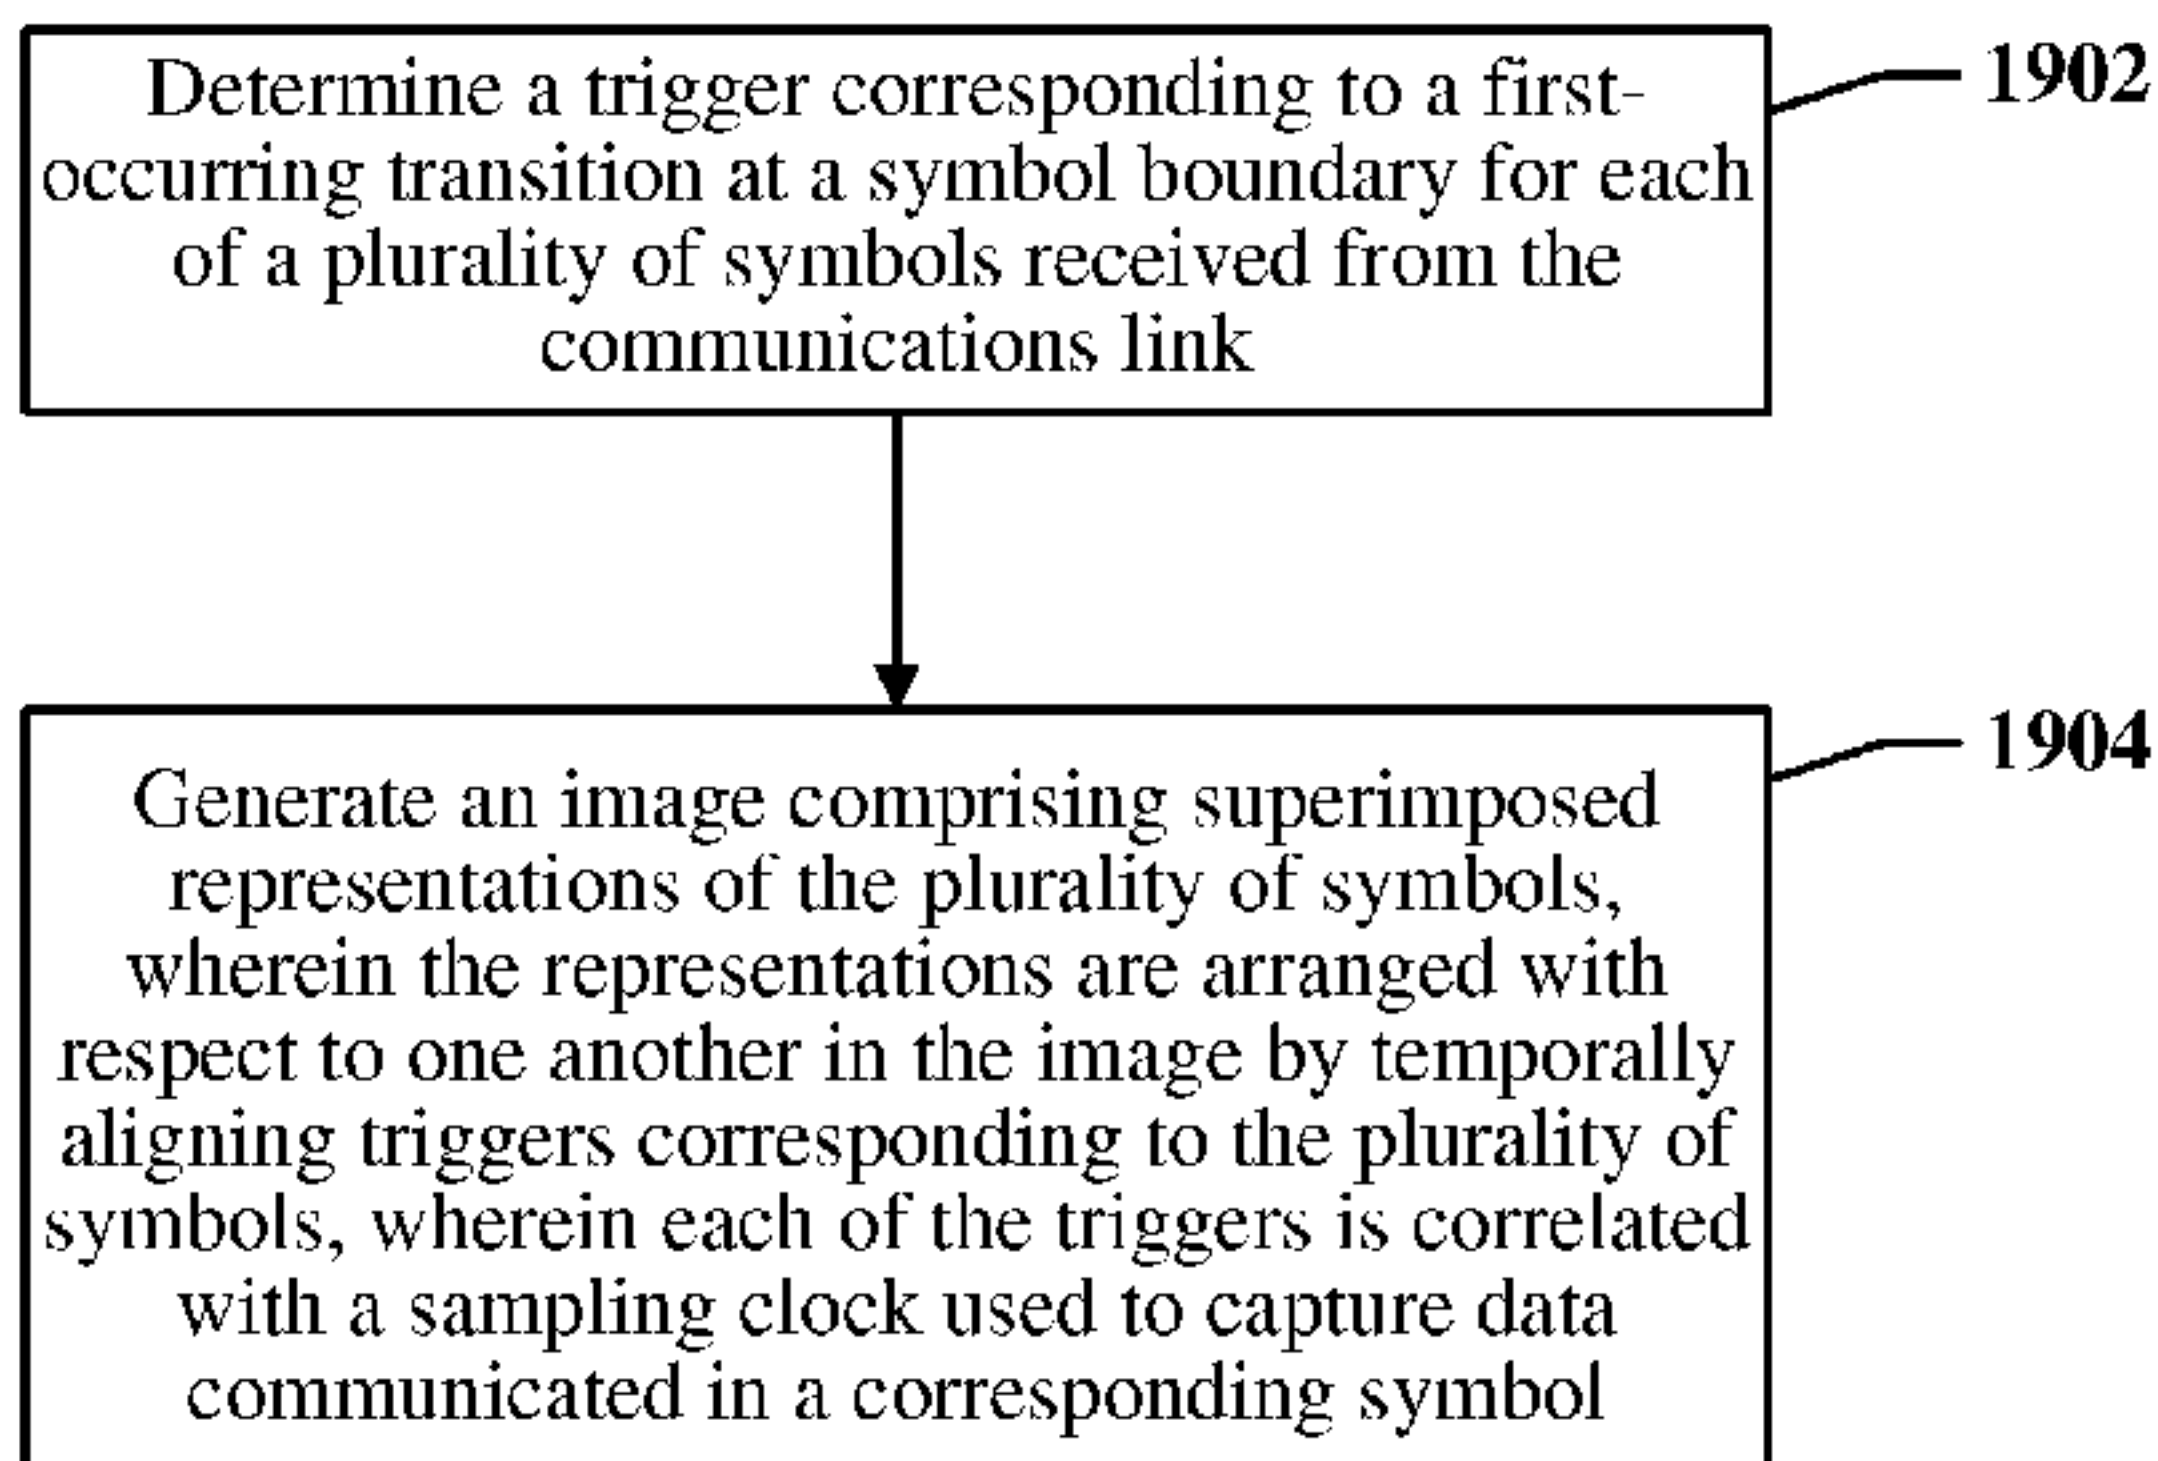 Determine a trigger corresponding to a first-
occurring transition at a symbol boundary for each
of a plurality of symbols received from the
communications link
1902
Generate an image comprising superimposed
representations of the plurality of symbols,
wherein the representations are arranged with
respect to one another in the image by temporally
aligning triggers corresponding to the plurality of
symbols, wherein each of the triggers is correlated
with a sampling clock used to capture data
communicated in a corresponding symbol
1904